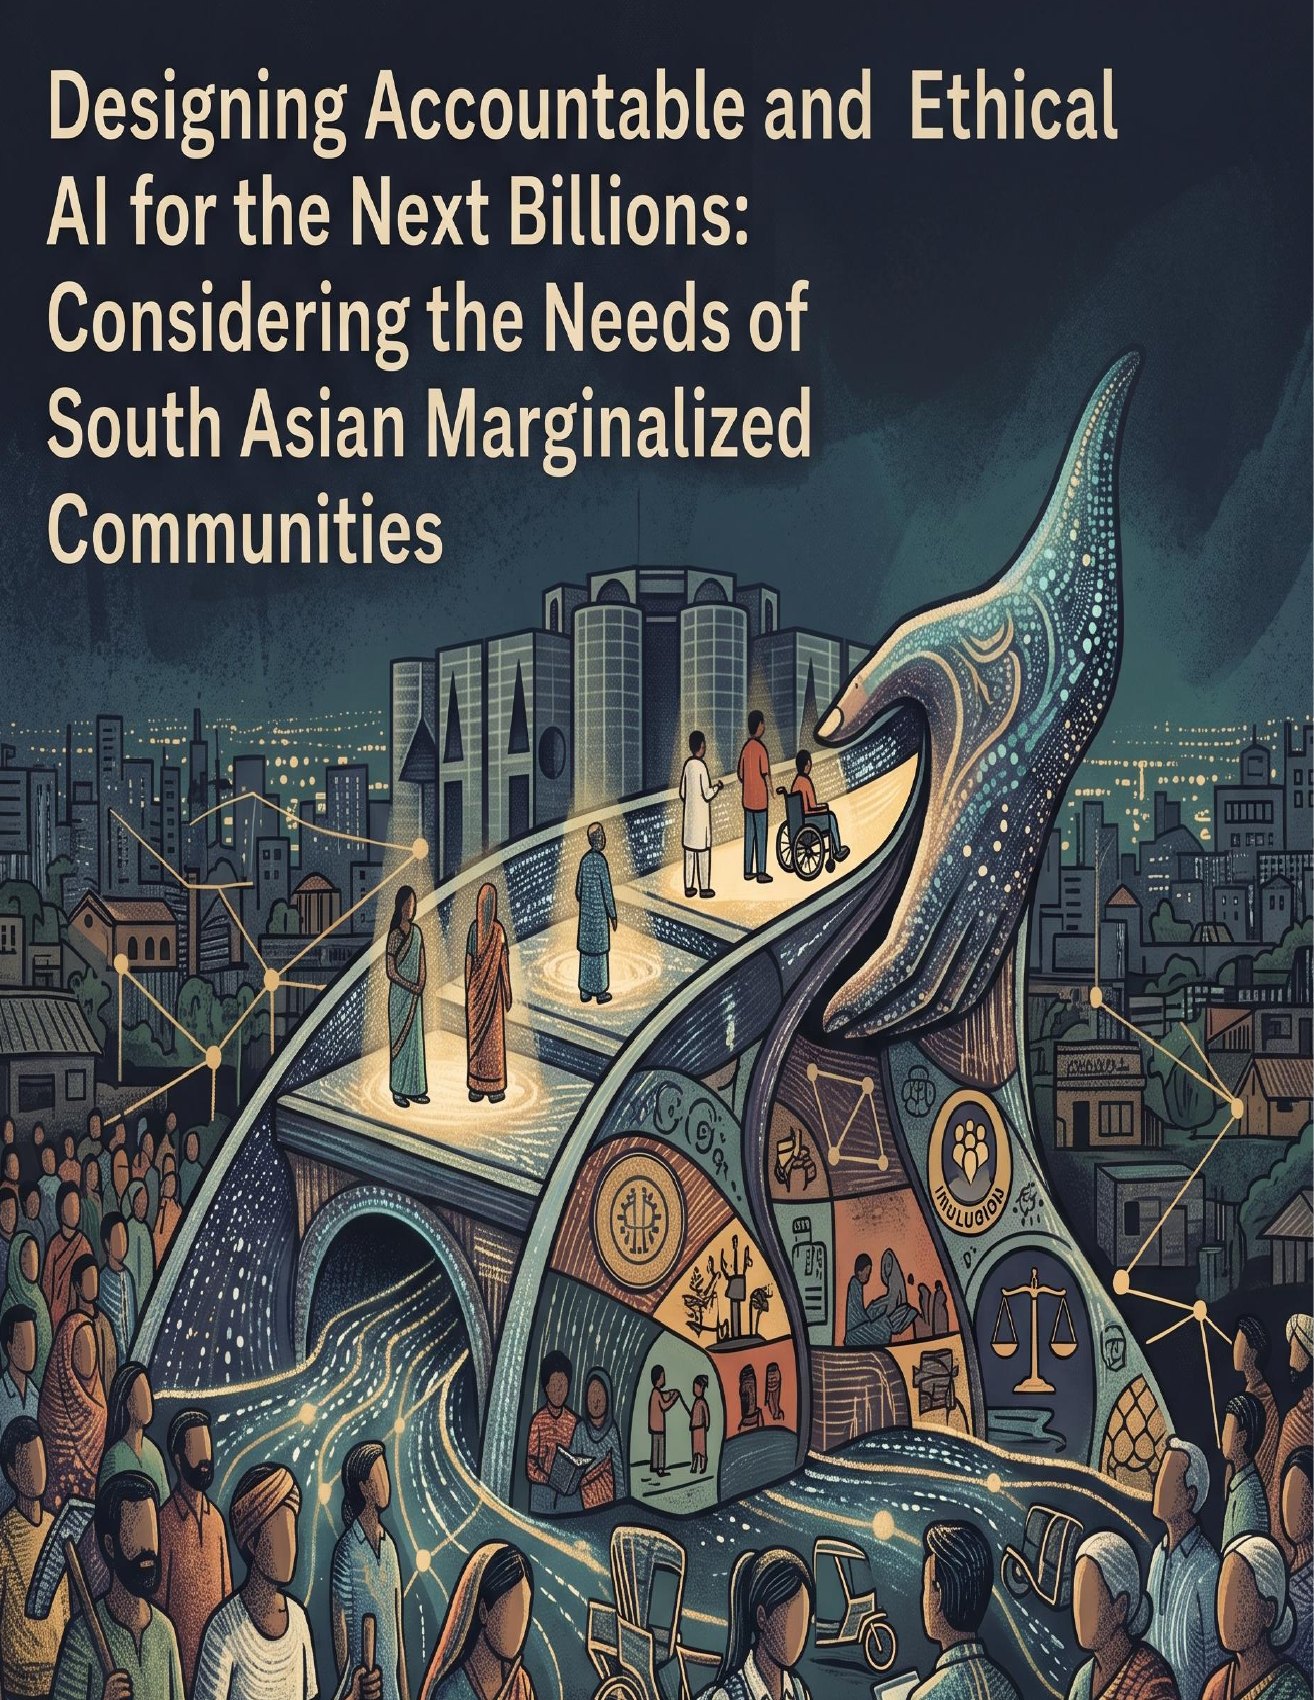 Designing Accountable and Ethical
AI for the Next Billions:
Considering the Needs of
South Asian Marginalized
Communities